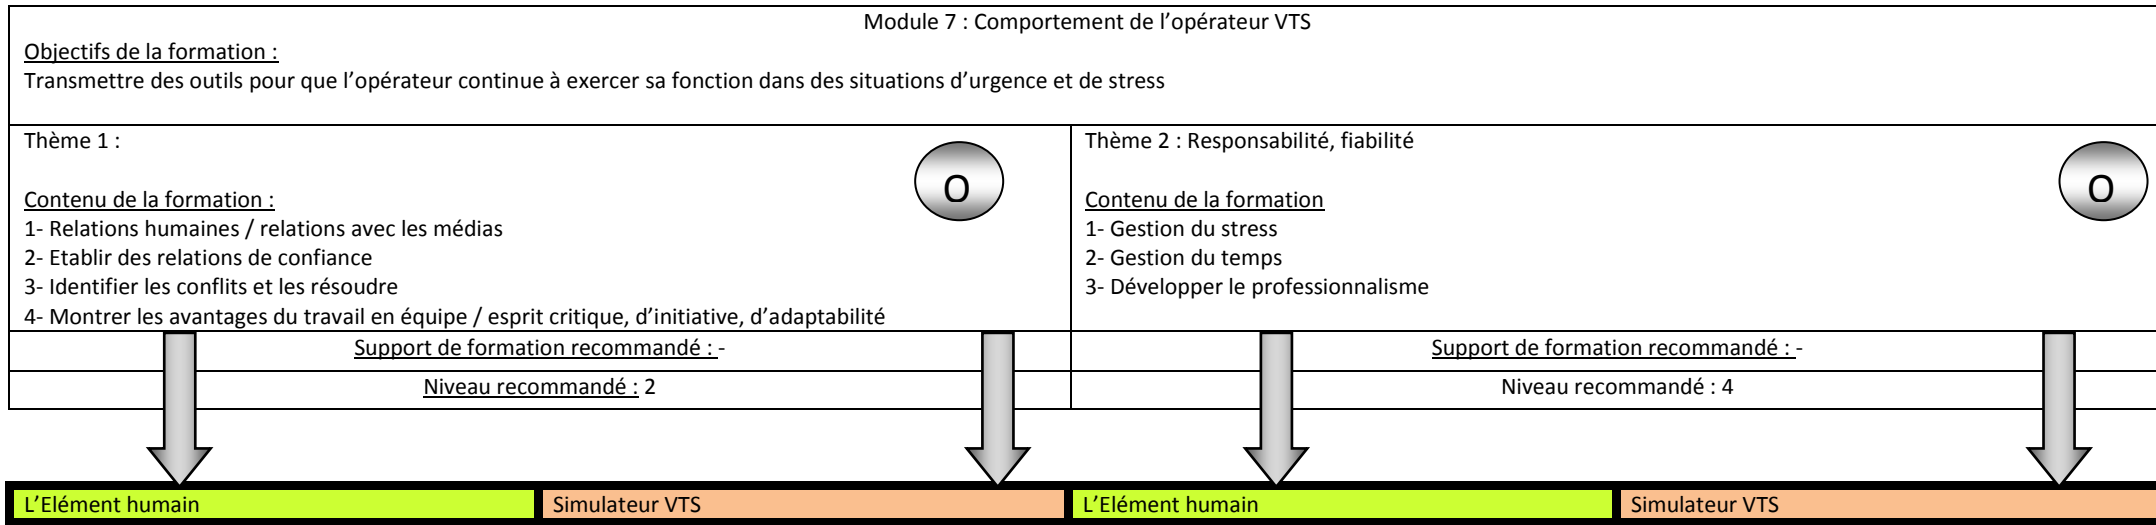 Module 7 : Comportement de l’opérateur VTS
Objectifs de la formation :
Transmettre des outils pour que l’opérateur continue à exercer sa fonction dans des situations d’urgence et de stress
Thème 1 :
O
Contenu de la formation :
1- Relations humaines / relations avec les médias
2- Etablir des relations de confiance
3- Identifier les conflits et les résoudre
4- Montrer les avantages du travail en équipe / esprit critique, d’initiative, d’adaptabilité
Support de formation recommandé : -
Niveau recommandé : 2
Thème 2 : Responsabilité, fiabilité
O
Contenu de la formation
1- Gestion du stress
2- Gestion du temps
3- Développer le professionnalisme
Support de formation recommandé : -
Niveau recommandé : 4
L’Elément humain
Simulateur VTS
L’Elément humain
Simulateur VTS